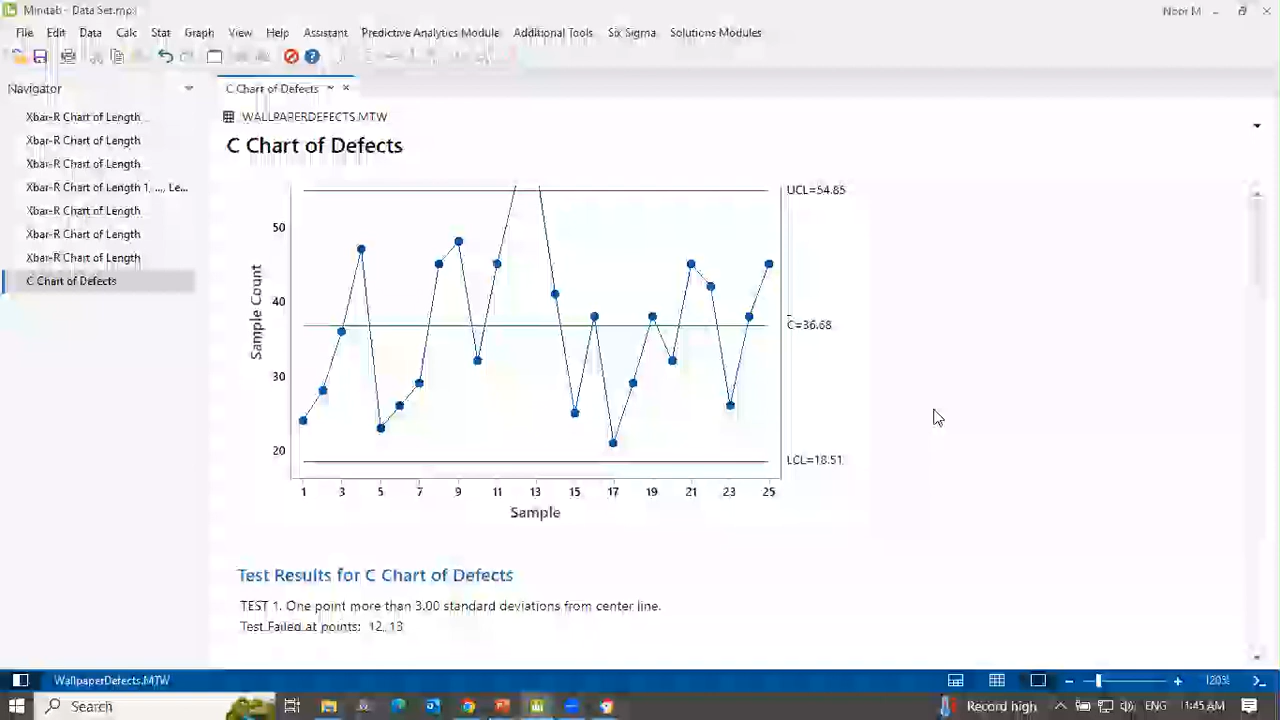 Minitab - Data Set.mpj
Noor M
File Edit Data Calc Stat Graph View Help Assistant Predictive Analytics Module Additional Tools Six Sigma Solutions Modules
Navigator
C Chart of Defects
Xbar-R Chart of Length
Xbar-R Chart of Length
Xbar-R Chart of Length
Xbar-R Chart of Length 1, ..., Le...
Xbar-R Chart of Length
Xbar-R Chart of Length
Xbar-R Chart of Length
C Chart of Defects
WALLPAPERDEFECTS.MTW
C Chart of Defects
UCL=54.85
50
40
30
20
Sample Count
C̄=36.68
LCL=18.51
1 3 5 7 9 11 13 15 17 19 21 23 25
Sample
Test Results for C Chart of Defects
TEST 1. One point more than 3.00 standard deviations from center line.
Test Failed at points: 12, 13
WallpaperDefects.MTW
120%
Search
Record high
11:45 AM